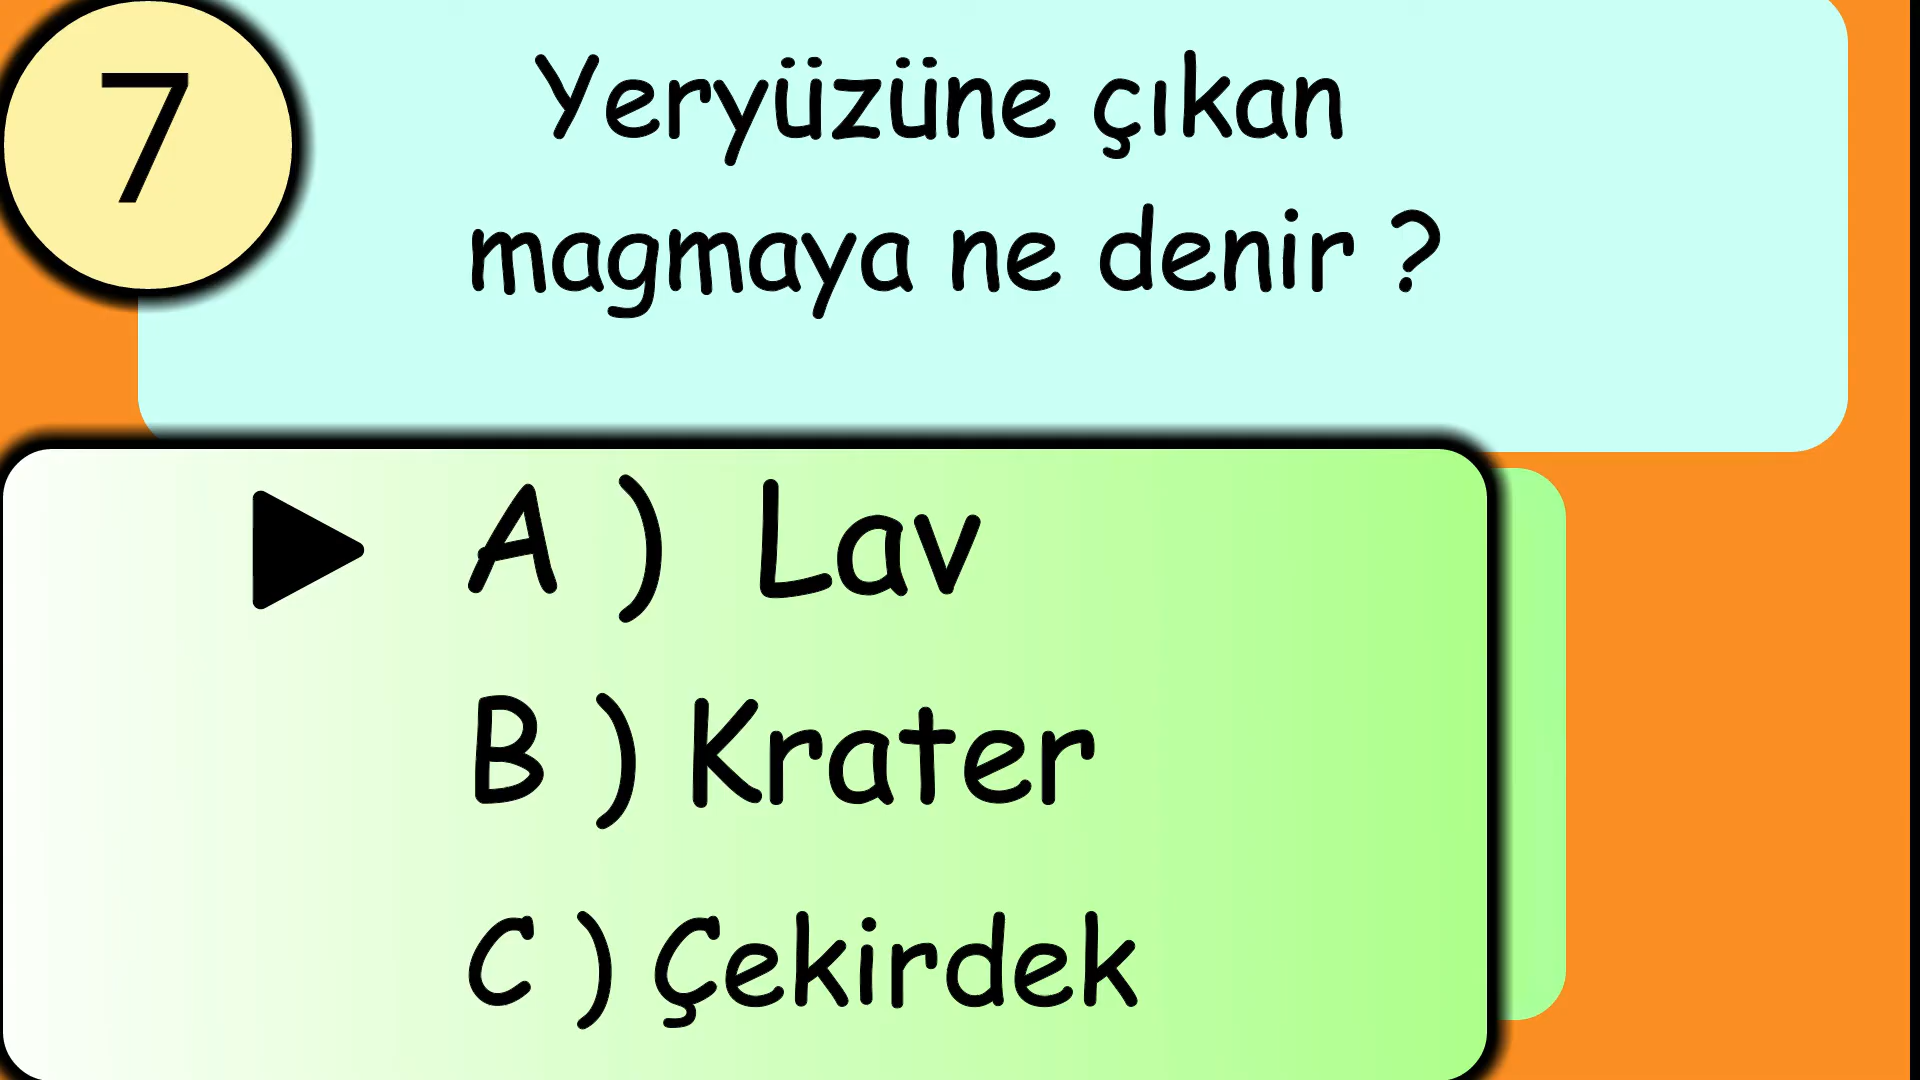 7
Yeryüzüne çıkan
magmaya ne denir ?
A ) Lav
B ) Krater
C ) Çekirdek